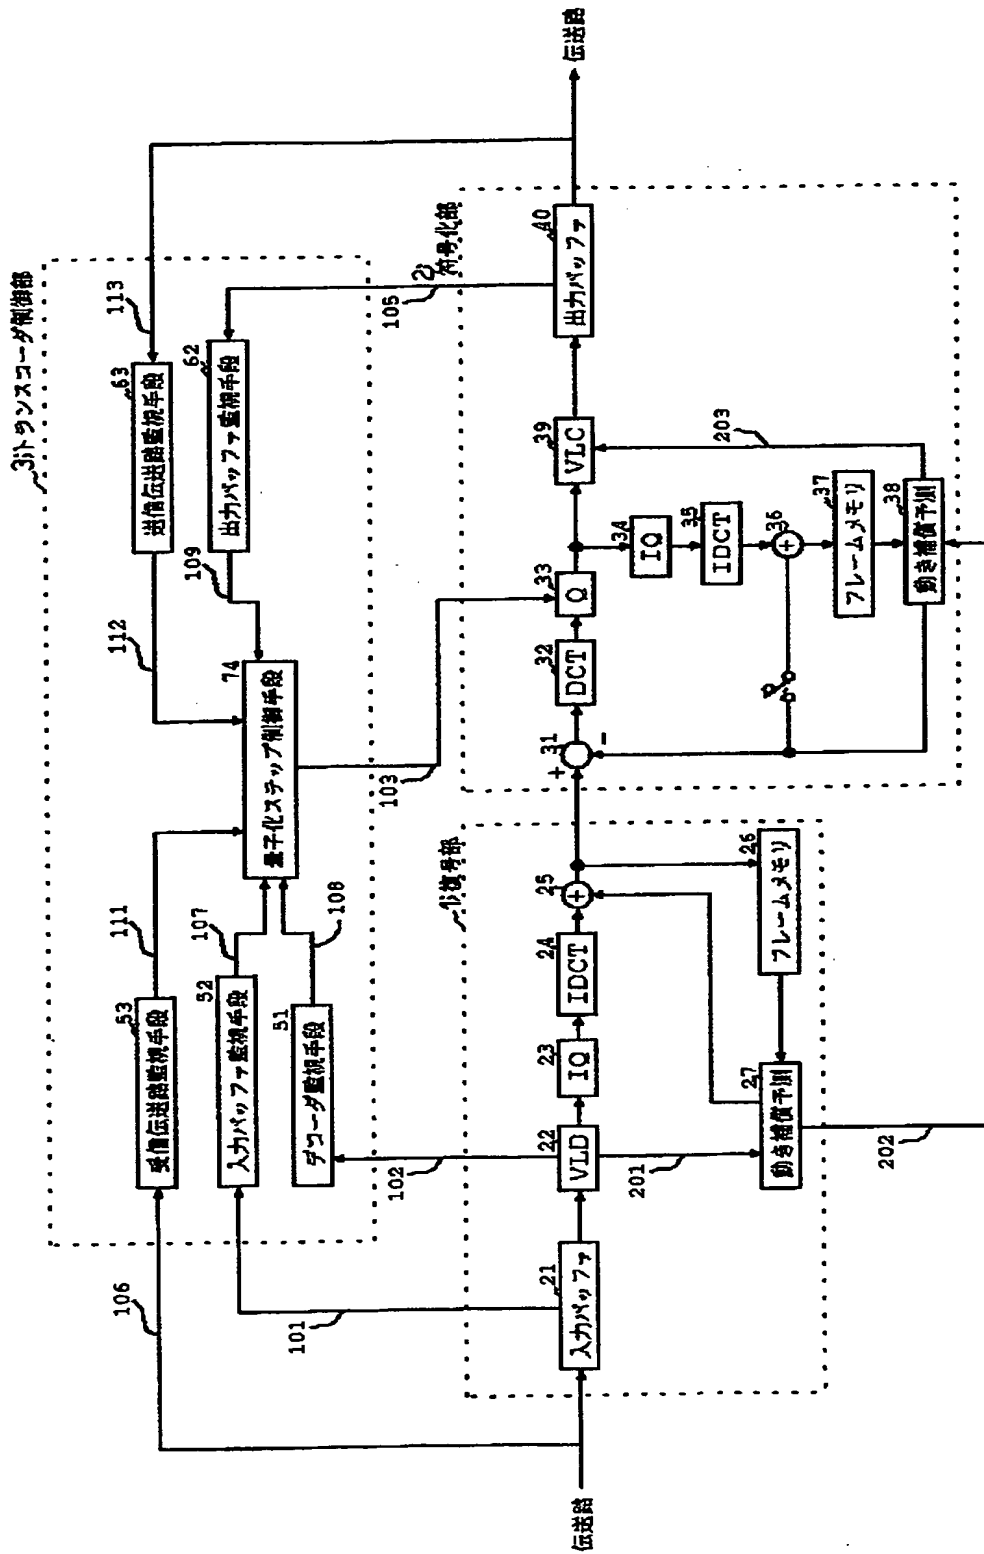 3iトランスコーダ制御部
106
受信伝送路監視手段
53
111
112
送信伝送路監視手段
63
113
101
入力バッファ監視手段
52
107
109
出力バッファ監視手段
62
105
デコーダ監視手段
51
108
量子化ステップ制御手段
74
102
103
1i復号部
2i符号化部
伝送路
入力バッファ
21
VLD
22
IQ
23
IDCT
24
+
25
+
31
-
DCT
32
Q
33
VLC
39
出力バッファ
40
伝送路
IQ
34
IDCT
35
+
36
フレームメモリ
37
動き補償予測
38
203
201
動き補償予測
27
フレームメモリ
26
202